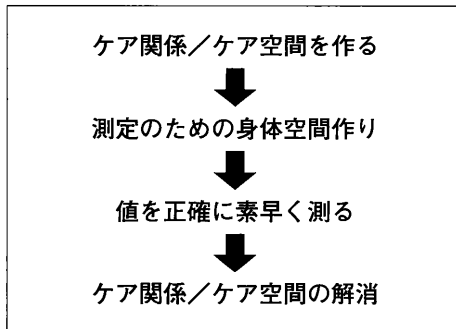 ケア関係／ケア空間を作る
測定のための身体空間作り
値を正確に素早く測る
ケア関係／ケア空間の解消